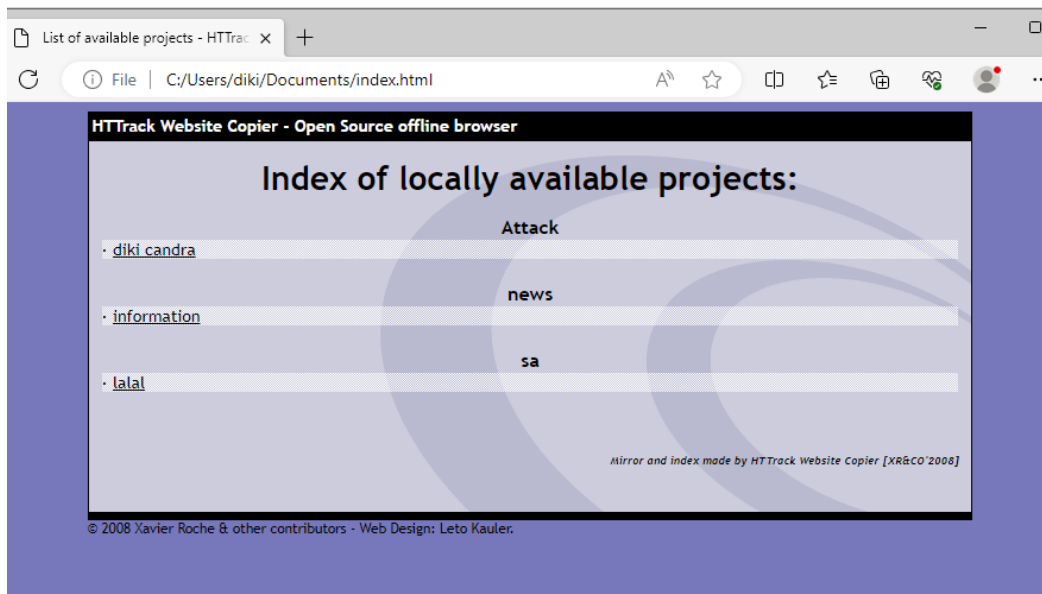 List of available projects - HTTrac
File | C:/Users/diki/Documents/index.html
HTTrack Website Copier - Open Source offline browser
Index of locally available projects:
Attack
· diki candra
news
· information
sa
· lalal
Mirror and index made by HTTrack Website Copier [XR&CO'2008]
© 2008 Xavier Roche & other contributors - Web Design: Leto Kauler.